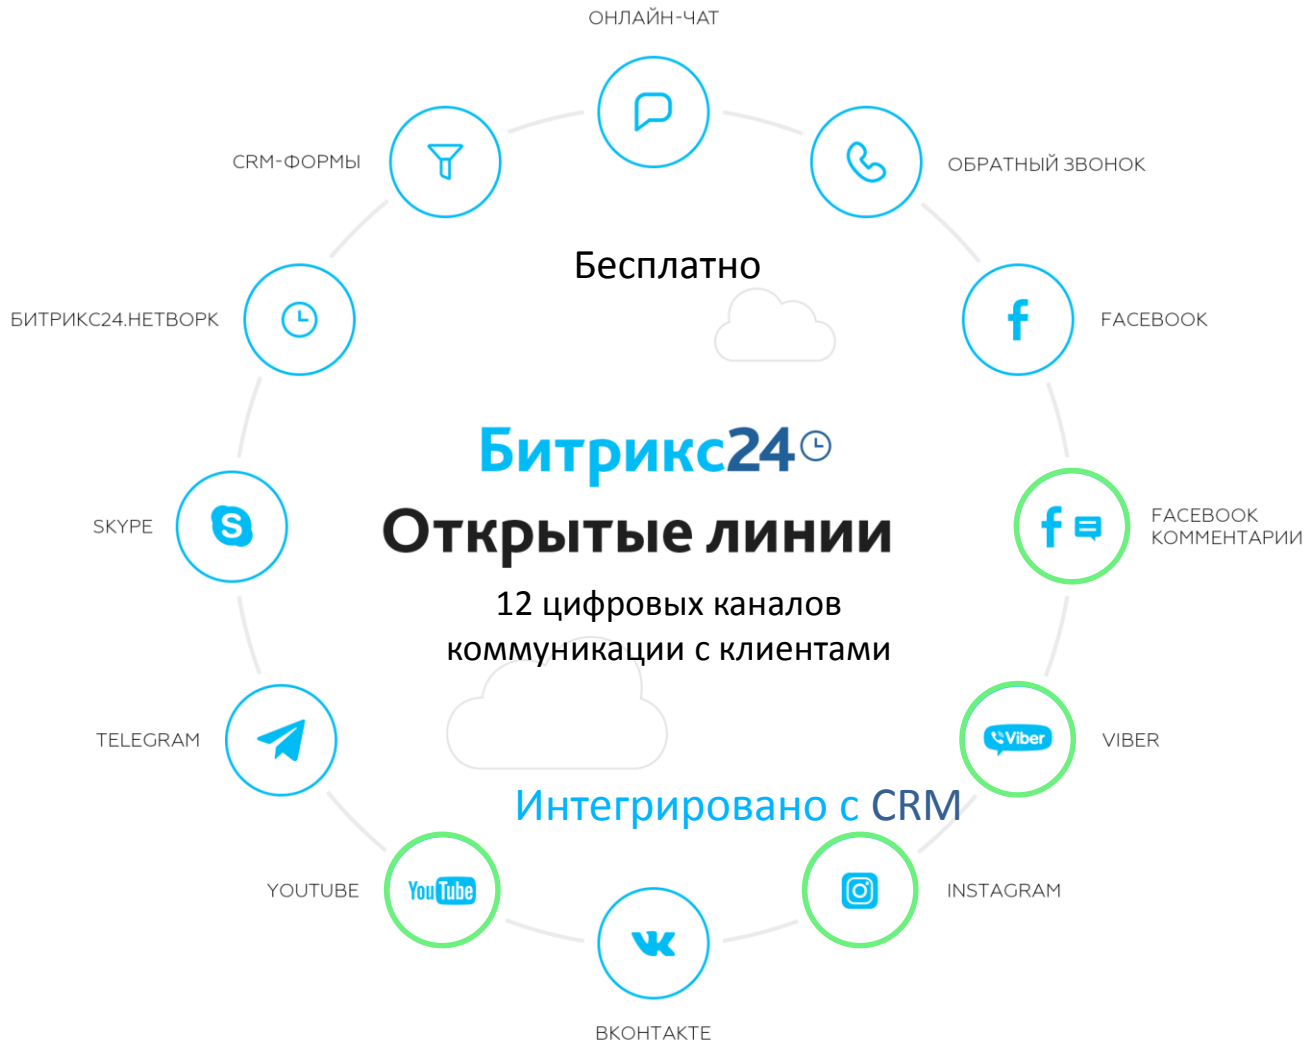 ОНЛАЙН-ЧАТ
CRM-ФОРМЫ
ОБРАТНЫЙ ЗВОНОК
Бесплатно
БИТРИКС24.НЕТВОРК
FACEBOOK
Битрикс24
Открытые линии
SKYPE
FACEBOOK
КОММЕНТАРИИ
12 цифровых каналов
коммуникации с клиентами
TELEGRAM
Viber
VIBER
Интегрировано с CRM
YOUTUBE
YouTube
INSTAGRAM
ВКОНТАКТЕ